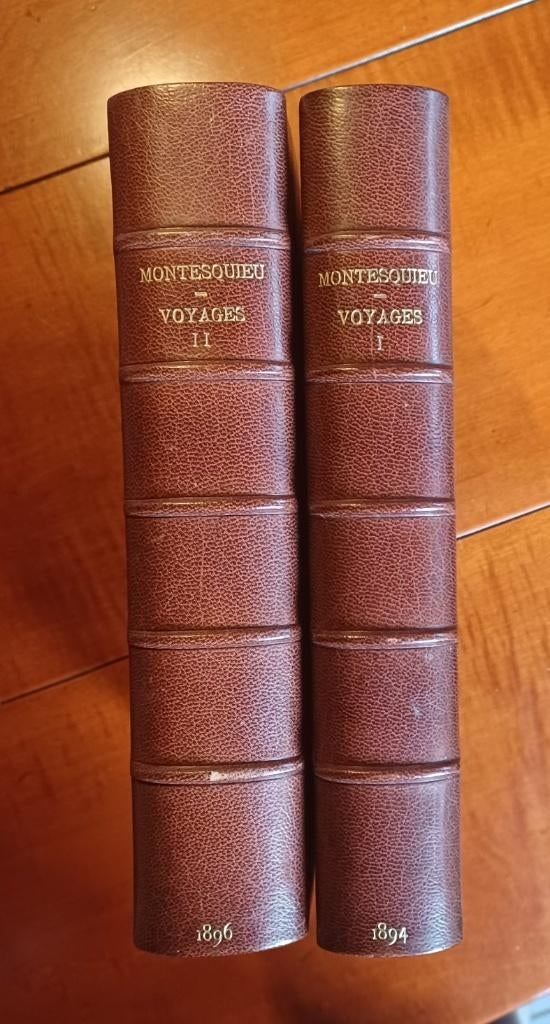 MONTESQUIEU
VOYAGES
II
1896
MONTESQUIEU
VOYAGES
I
1894